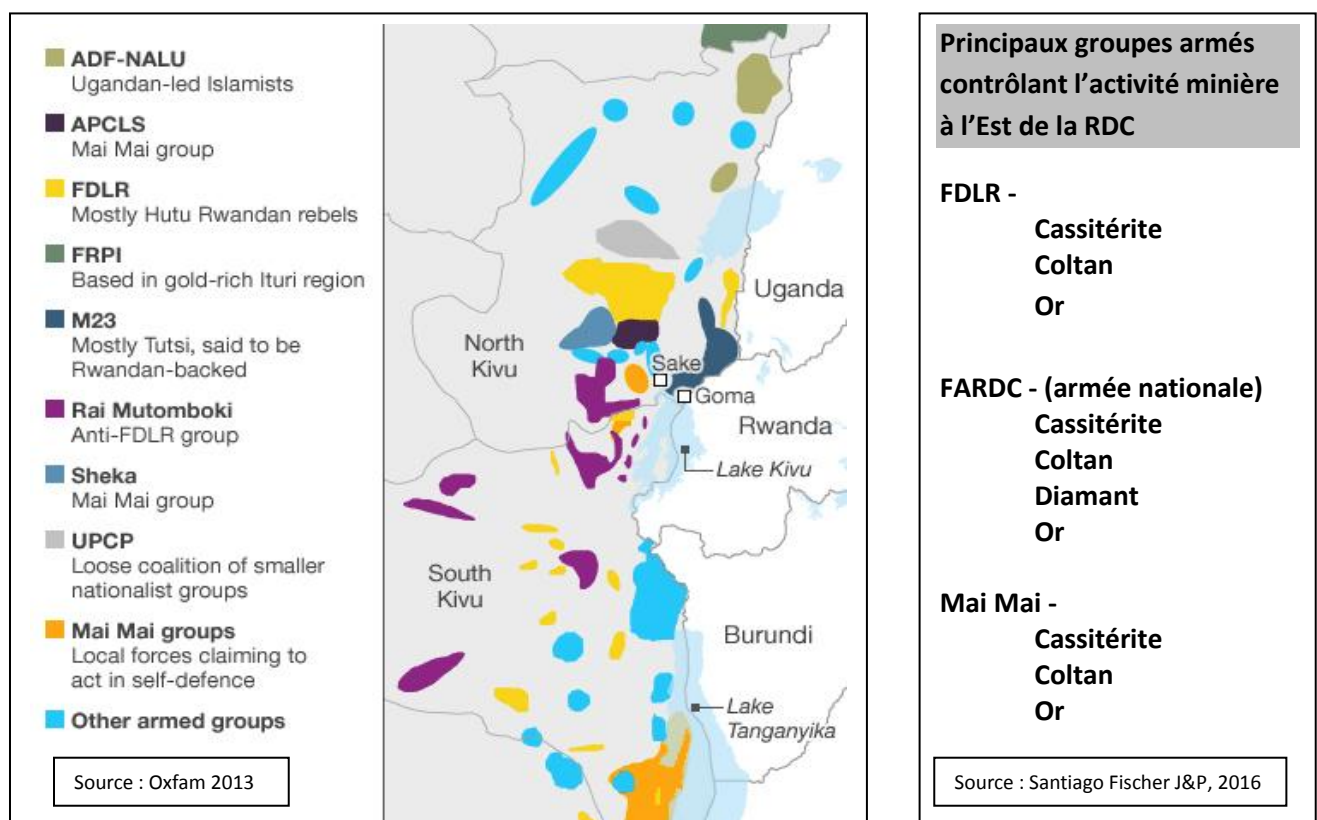 ADF-NALU
Ugandan-led Islamists
APCLS
Mai Mai group
FDLR
Mostly Hutu Rwandan rebels
FRPI
Based in gold-rich Ituri region
M23
Mostly Tutsi, said to be
Rwandan-backed
Rai Mutomboki
Anti-FDLR group
Sheka
Mai Mai group
UPCP
Loose coalition of smaller
nationalist groups
Mai Mai groups
Local forces claiming to
act in self-defence
Other armed groups
Source : Oxfam 2013
Uganda
North
Kivu
Sake
Goma
Rwanda
Lake Kivu
South
Kivu
Burundi
Lake
Tanganyika
Principaux groupes armés
contrôlant l’activité minière
à l’Est de la RDC
FDLR -
Cassitérite
Coltan
Or
FARDC - (armée nationale)
Cassitérite
Coltan
Diamant
Or
Mai Mai -
Cassitérite
Coltan
Or
Source : Santiago Fischer J&P, 2016